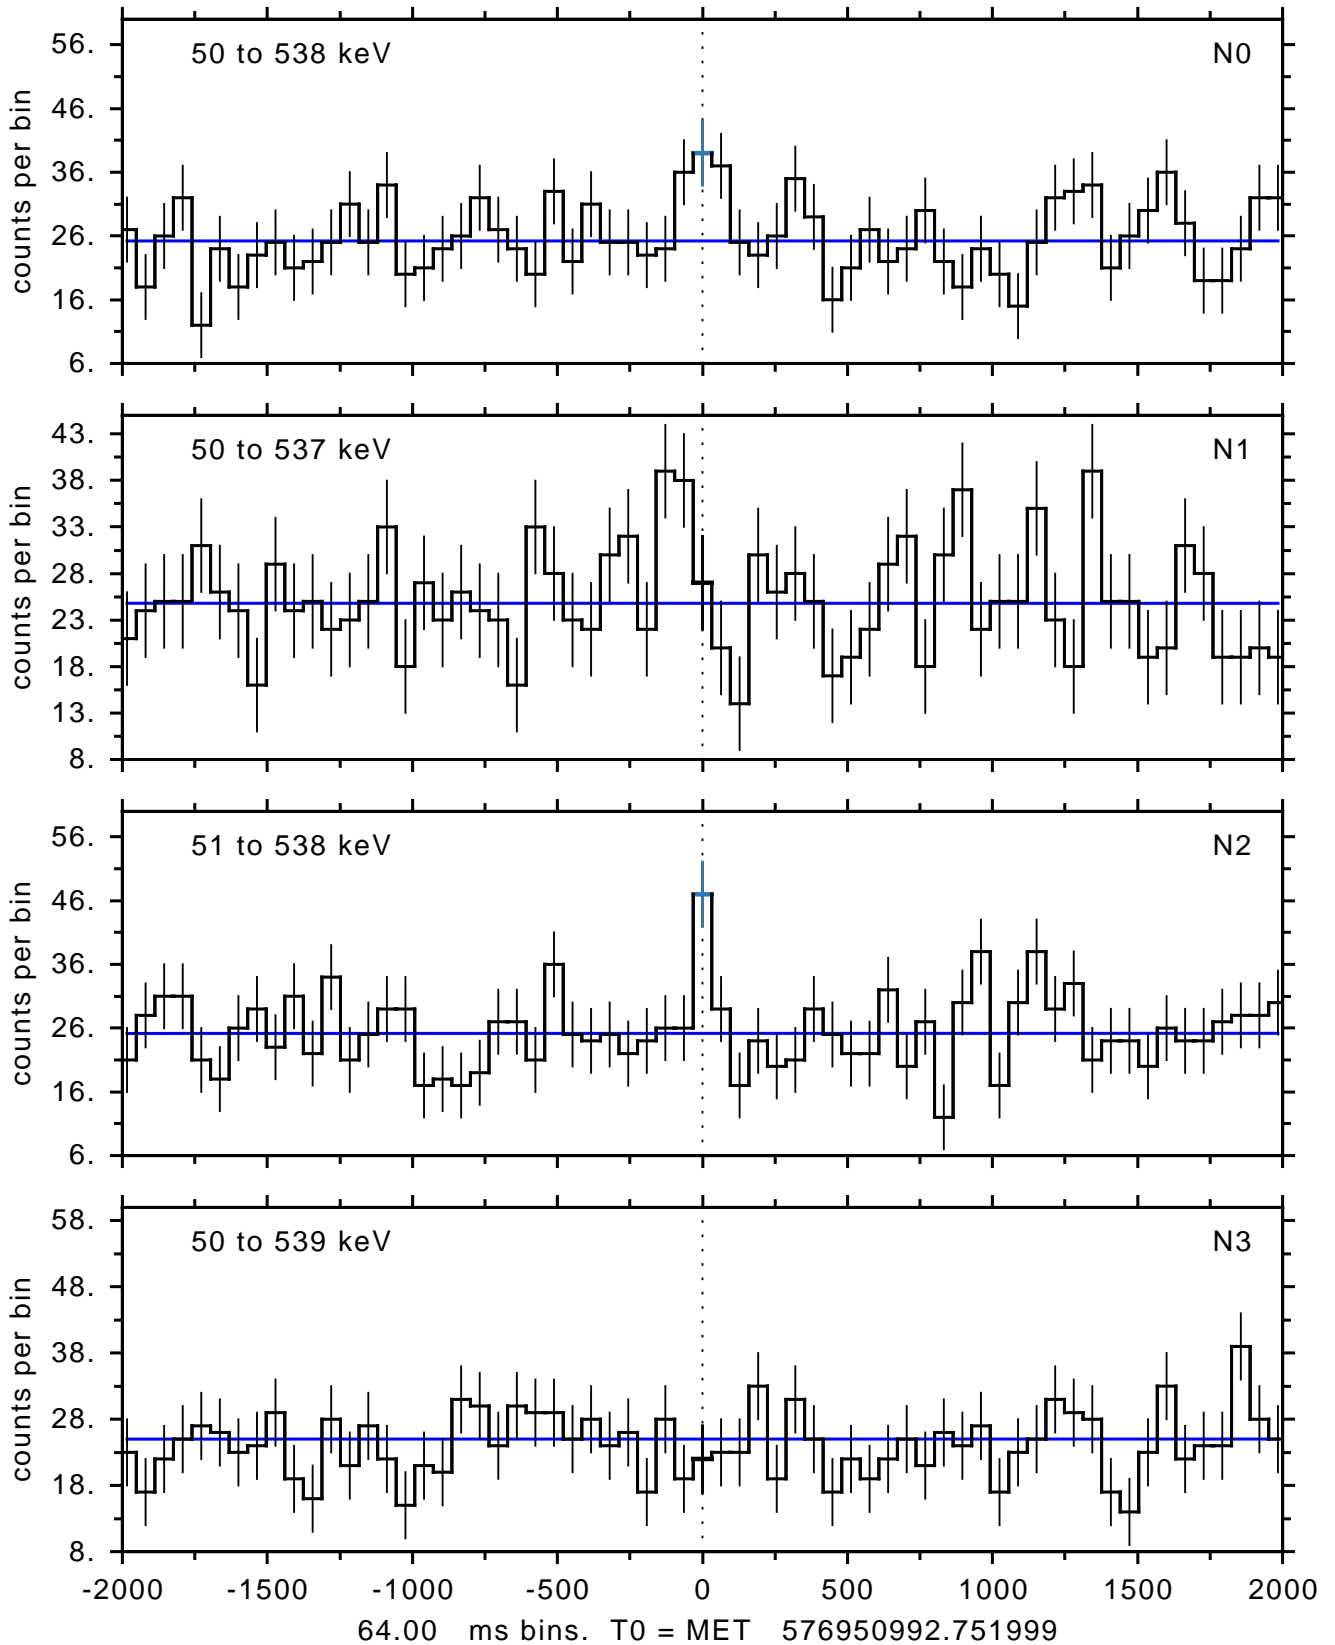 50 to 538 keV N0
counts per bin
56.
46.
36.
26.
16.
6.
50 to 537 keV N1
counts per bin
43.
38.
33.
28.
23.
18.
13.
8.
51 to 538 keV N2
counts per bin
56.
46.
36.
26.
16.
6.
50 to 539 keV N3
counts per bin
58.
48.
38.
28.
18.
8.
-2000 -1500 -1000 -500 0 500 1000 1500 2000
64.00 ms bins. T0 = MET 576950992.751999